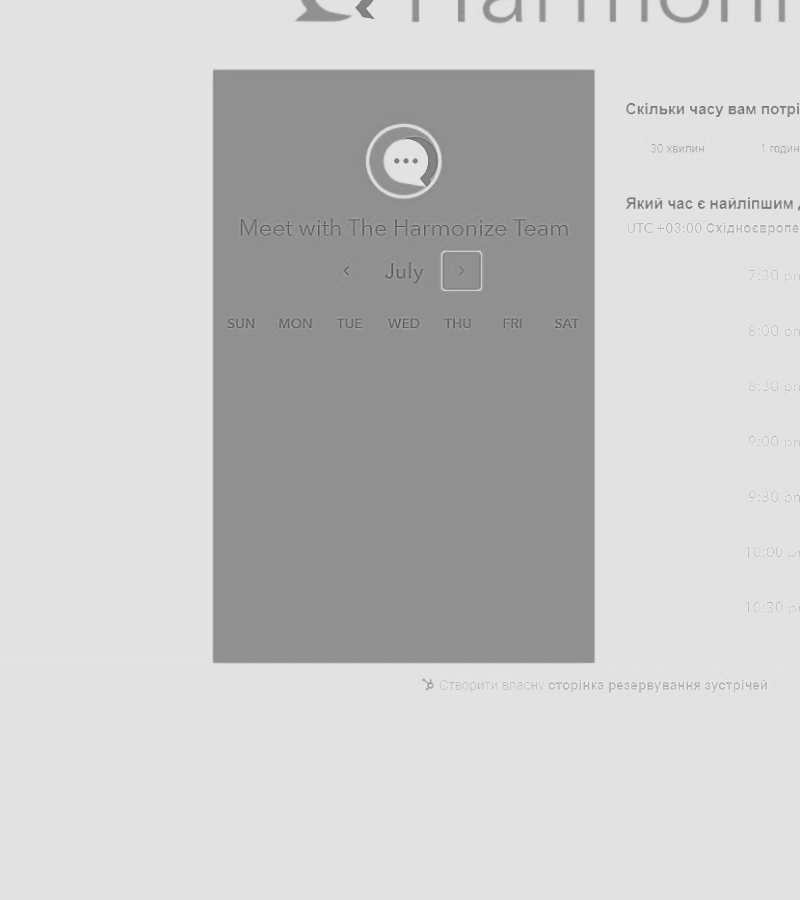 Harmoni
Meet with The Harmonize Team
July
SUN MON TUE WED THU FRI SAT
Скільки часу вам потрі
30 хвилин 1 годин
Який час є найліпшим
UTC +03:00 Східноєвропе
7:30 pm
8:00 pm
8:30 pm
9:00 pm
9:30 pm
10:00 p
10:30 p
Створити власну сторінка резервування зустрічей